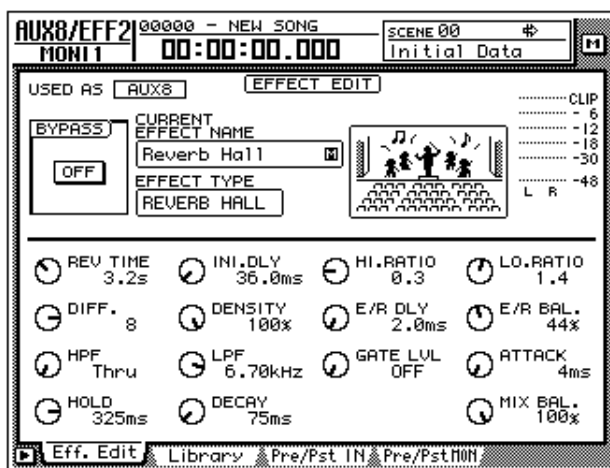 AUX8/EFF2 00000 - NEW SONG SCENE 00
MONI 1 00:00:00.000 Initial Data M
USED AS AUX8 EFFECT EDIT
CLIP
- 6
-12
-18
-30
-48
L R
BYPASS
OFF
CURRENT
EFFECT NAME
Reverb Hall M
EFFECT TYPE
REVERB HALL
REV TIME INI.DLY HI.RATIO LO.RATIO
3.2s 36.0ms 0.3 1.4
DIFF. DENSITY E/R DLY E/R BAL.
8 100% 2.0ms 44%
HPF LPF GATE LVL ATTACK
Thru 6.70kHz OFF 4ms
HOLD DECAY MIX BAL.
325ms 75ms 100%
Eff. Edit Library Pre/Pst IN Pre/PstMON